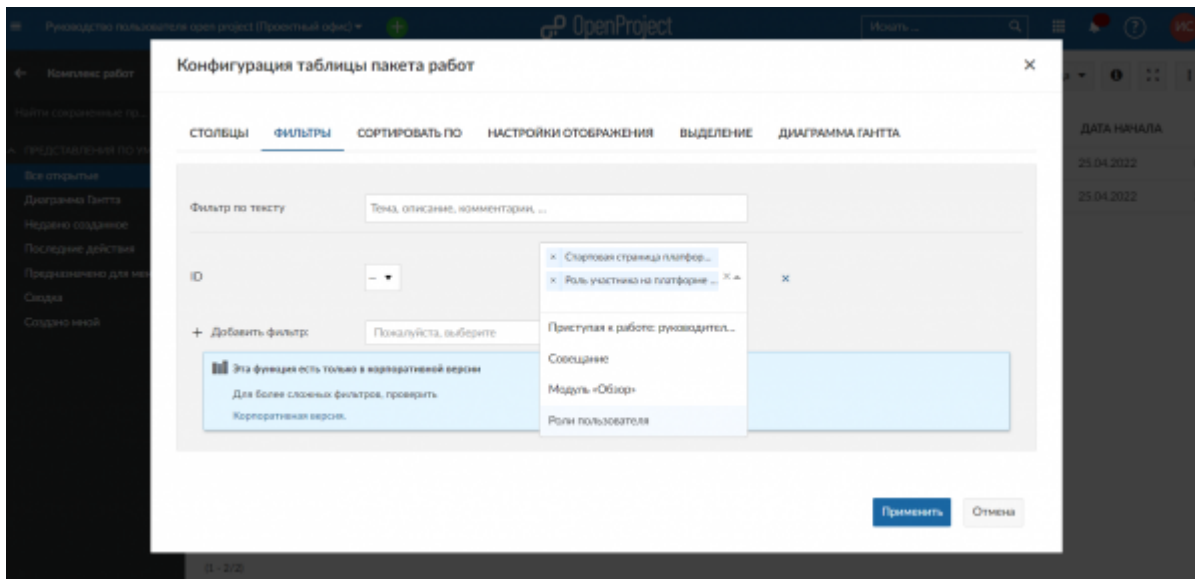 Руководство пользователя open project (Проектный офис)
OpenProject
Искать...
ИС
Комплекс работ
Конфигурация таблицы пакета работ
Найти сохраненные пр...
СТОЛБЦЫ ФИЛЬТРЫ СОРТИРОВАТЬ ПО НАСТРОЙКИ ОТОБРАЖЕНИЯ ВЫДЕЛЕНИЕ ДИАГРАММА ГАНТТА
ДАТА НАЧАЛА
ПРЕДСТАВЛЕНИЯ ПО
25.04.2022
Все открытые
25.04.2022
Диаграмма Гантта
Недавно созданное
Последние действия
Предназначено для
Сводка
Создано мной
Фильтр по тексту
Тема, описание, комментарии, ...
ID
Стартовая страница платфор...
Роль участника на платформе ...
+ Добавить фильтр:
Пожалуйста, выберите
Приступая к работе: руководител...
Совещание
Модуль «Обзор»
Роли пользователя
Эта функция есть только в корпоративной версии
Для более сложных фильтров, проверить
Корпоративная версия.
Применить
Отмена
(1 - 2/2)